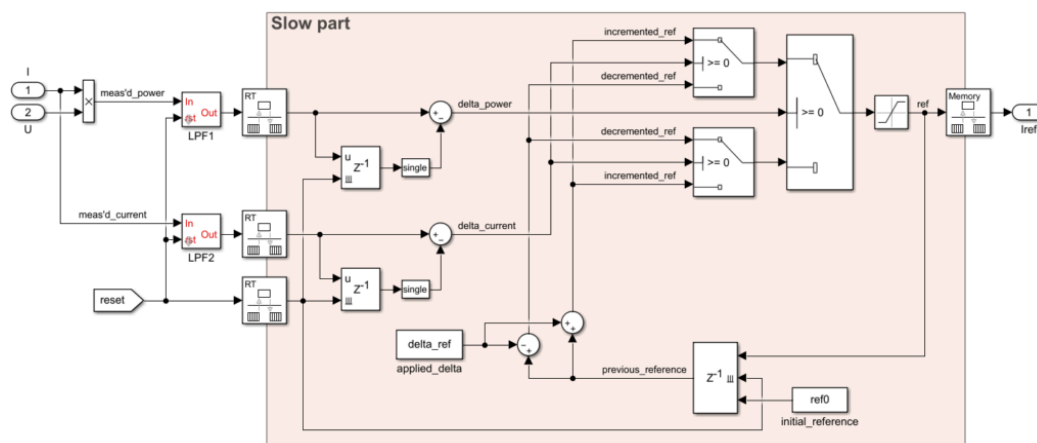 Slow part
incremented_ref
I
1
>= 0
meas'd_power
In
RT
decremented_ref
2
×
Out
U
rst
LPF1
delta_power
>= 0
ref
Memory
1
Iref
u
Z-1
single
decremented_ref
>= 0
incremented_ref
meas'd_current
In
RT
Out
rst
LPF2
delta_current
u
Z-1
single
reset
RT
delta_ref
applied_delta
previous_reference
Z-1
ref0
initial_reference